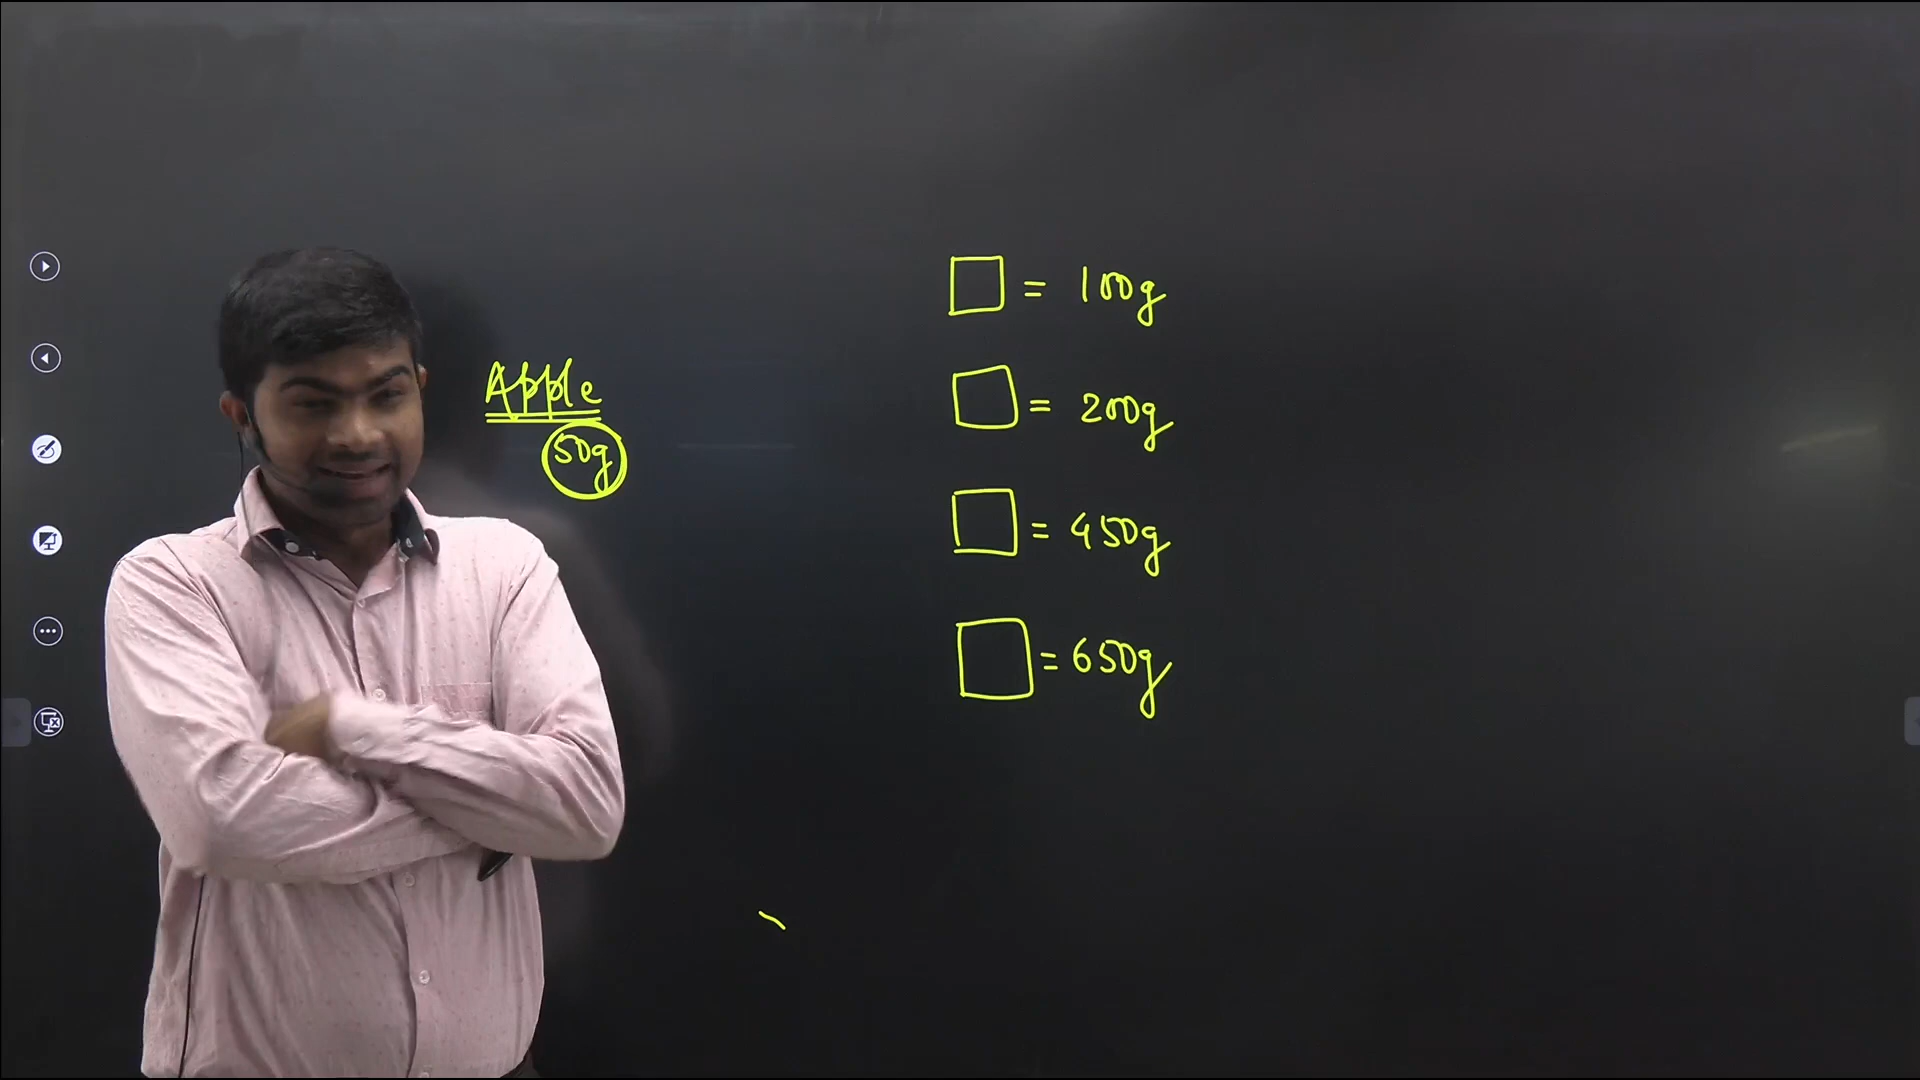 Apple
50g
□ = 100g
□ = 200g
□ = 450g
□ = 650g